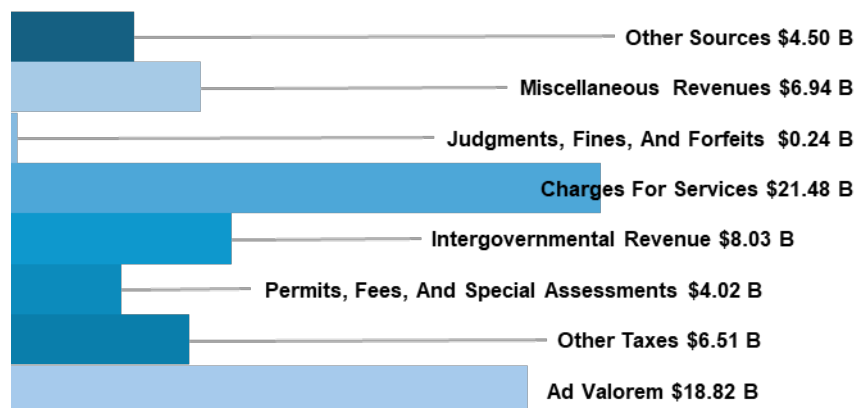 Other Sources $4.50 B
Miscellaneous Revenues $6.94 B
Judgments, Fines, And Forfeits $0.24 B
Charges For Services $21.48 B
Intergovernmental Revenue $8.03 B
Permits, Fees, And Special Assessments $4.02 B
Other Taxes $6.51 B
Ad Valorem $18.82 B